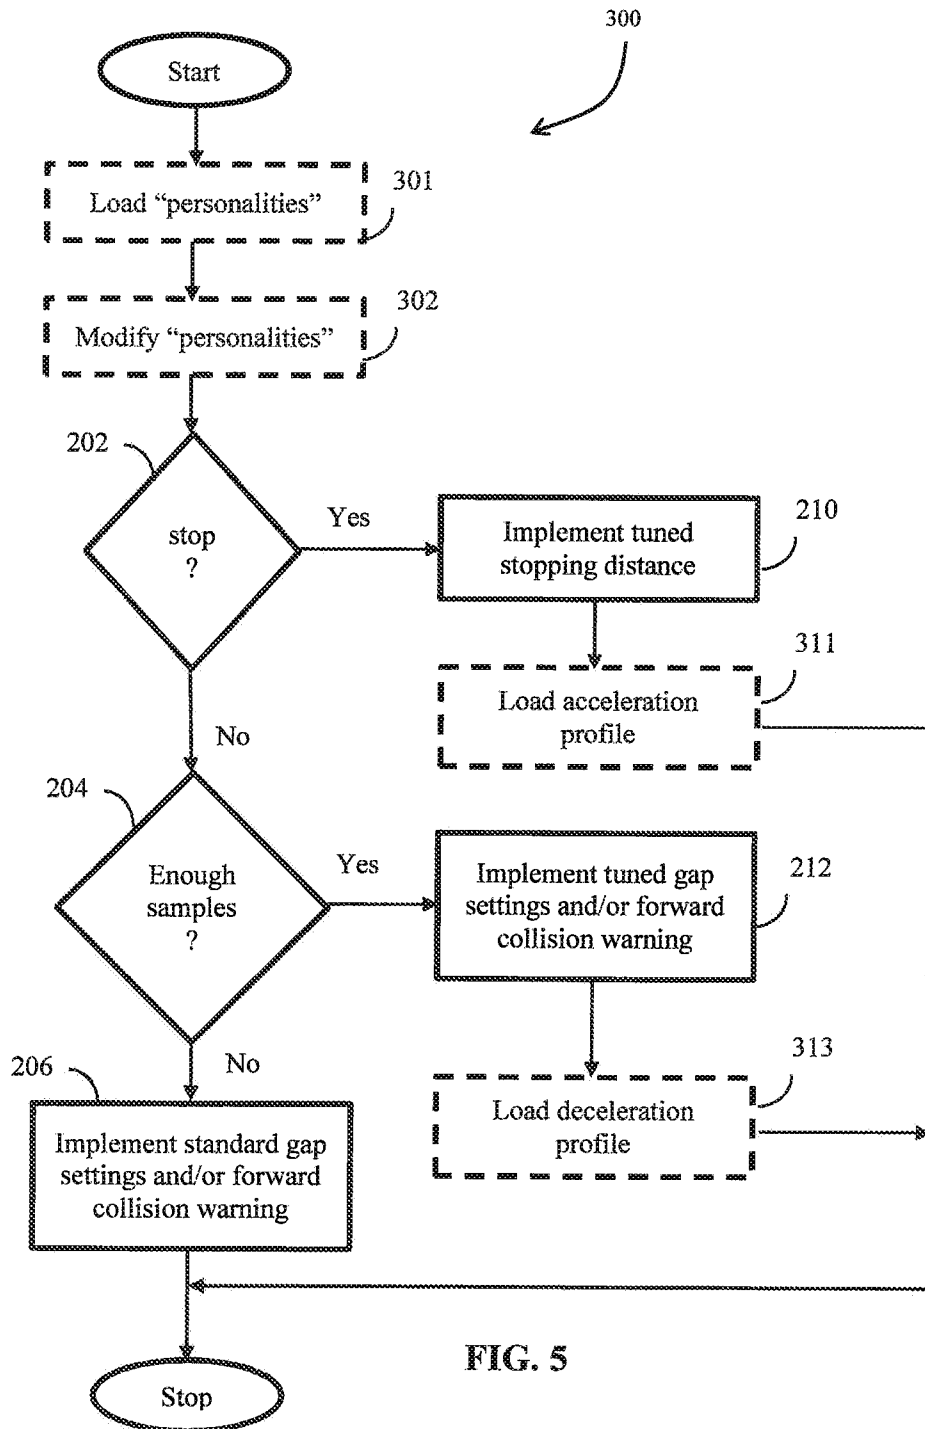 300
Start
Load “personalities”
301
Modify “personalities”
302
202
stop
?
Yes
Implement tuned
stopping distance
210
Load acceleration
profile
311
No
204
Enough
samples
?
Yes
Implement tuned gap
settings and/or forward
collision warning
212
No
206
Implement standard gap
settings and/or forward
collision warning
Load deceleration
profile
313
FIG. 5
Stop